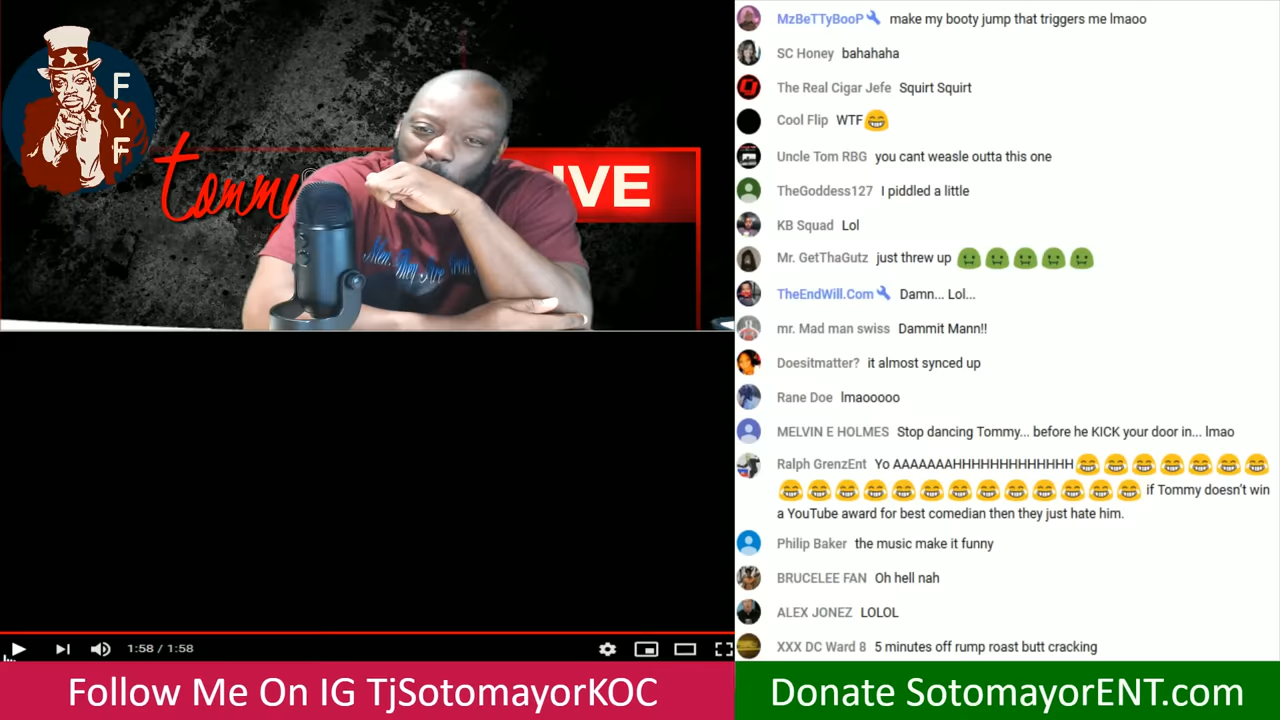 F
Y
F
tommy
IVE
MzBeTTyBooP make my booty jump that triggers me lmaoo
SC Honey bahahaha
The Real Cigar Jefe Squirt Squirt
Cool Flip WTF😂
Uncle Tom RBG you cant weasle outta this one
TheGoddess127 I piddled a little
KB Squad Lol
Mr. GetThaGutz just threw up 🤢🤢🤢🤢🤢
TheEndWill.Com Damn... Lol...
mr. Mad man swiss Dammit Mann!!
Doesitmatter? it almost synced up
Rane Doe lmaooooo
MELVIN E HOLMES Stop dancing Tommy... before he KICK your door in... lmao
Ralph GrenzEnt Yo AAAAAAAHHHHHHHHHHHHH😂😂😂😂😂😂😂
😂😂😂😂😂😂😂😂😂😂😂😂😂 if Tommy doesn't win
a YouTube award for best comedian then they just hate him.
Philip Baker the music make it funny
BRUCELEE FAN Oh hell nah
ALEX JONEZ LOLOL
XXX DC Ward 8 5 minutes off rump roast butt cracking
1:58 / 1:58
Follow Me On IG TjSotomayorKOC
Donate SotomayorENT.com